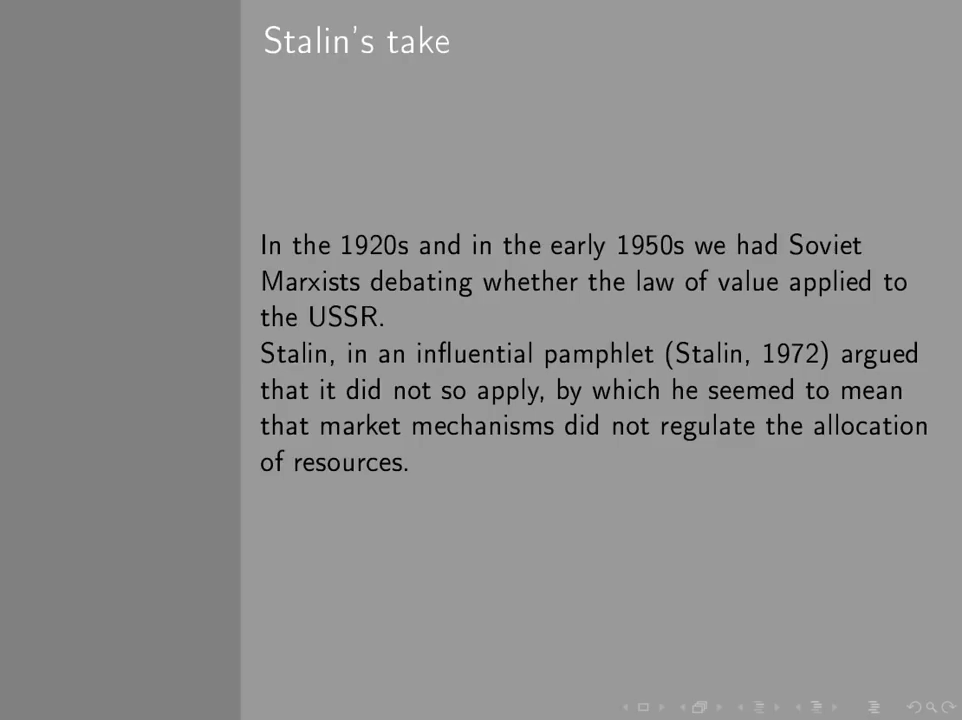 Stalin's take
In the 1920s and in the early 1950s we had Soviet
Marxists debating whether the law of value applied to
the USSR.
Stalin, in an influential pamphlet (Stalin, 1972) argued
that it did not so apply, by which he seemed to mean
that market mechanisms did not regulate the allocation
of resources.